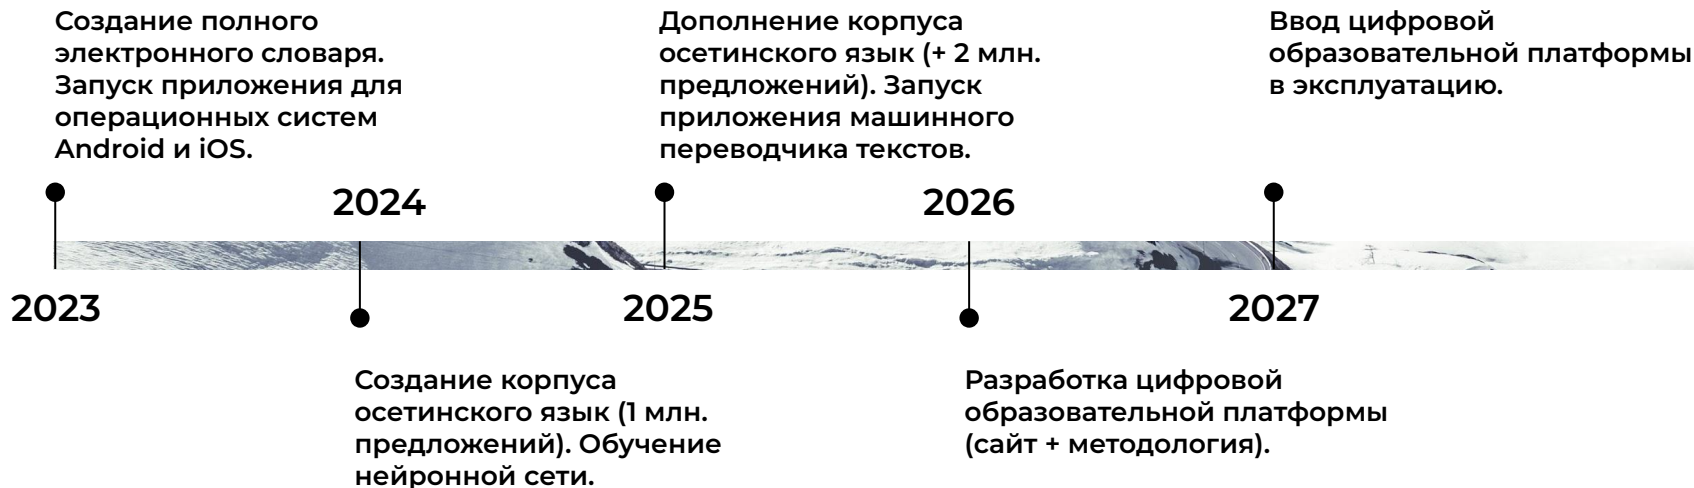 Создание полного
электронного словаря.
Запуск приложения для
операционных систем
Android и iOS.
Дополнение корпуса
осетинского язык (+ 2 млн.
предложений). Запуск
приложения машинного
переводчика текстов.
Ввод цифровой
образовательной платформы
в эксплуатацию.
2024
2026
2023
2025
2027
Создание корпуса
осетинского язык (1 млн.
предложений). Обучение
нейронной сети.
Разработка цифровой
образовательной платформы
(сайт + методология).